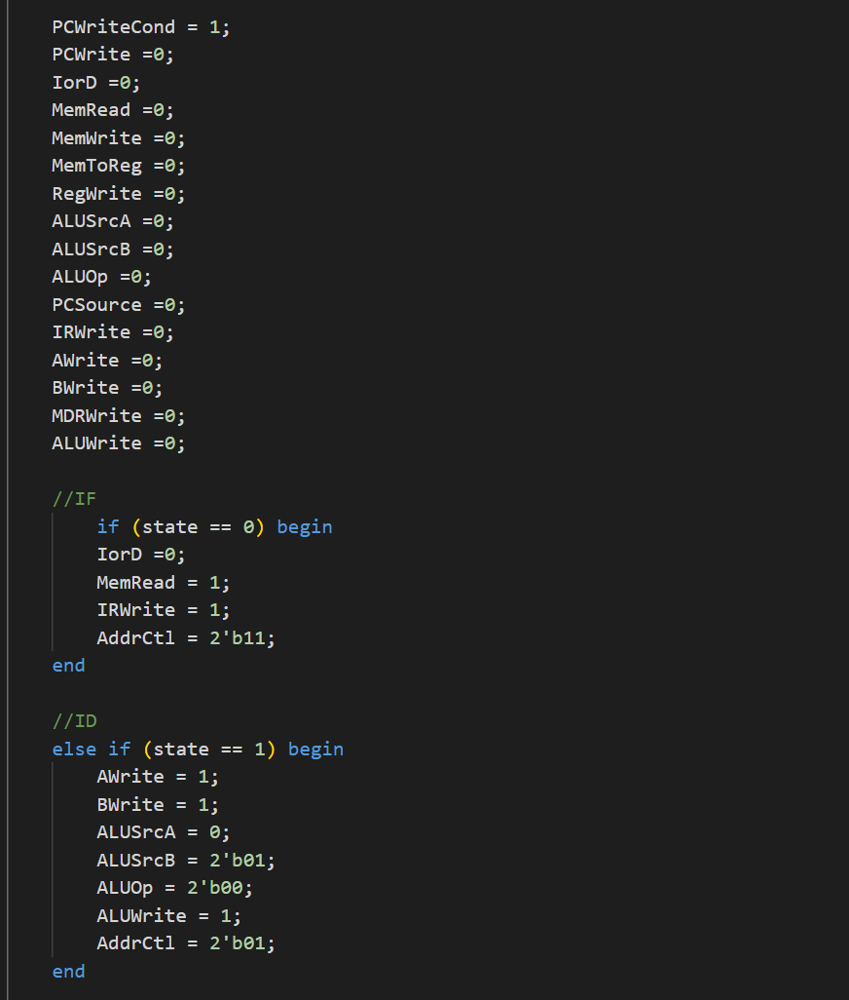 PCWriteCond = 1;
PCWrite =0;
IorD =0;
MemRead =0;
MemWrite =0;
MemToReg =0;
RegWrite =0;
ALUSrcA =0;
ALUSrcB =0;
ALUOp =0;
PCSource =0;
IRWrite =0;
AWrite =0;
BWrite =0;
MDRWrite =0;
ALUWrite =0;

//IF
    if (state == 0) begin
    IorD =0;
    MemRead = 1;
    IRWrite = 1;
    AddrCtl = 2'b11;
end

//ID
else if (state == 1) begin
    AWrite = 1;
    BWrite = 1;
    ALUSrcA = 0;
    ALUSrcB = 2'b01;
    ALUOp = 2'b00;
    ALUWrite = 1;
    AddrCtl = 2'b01;
end